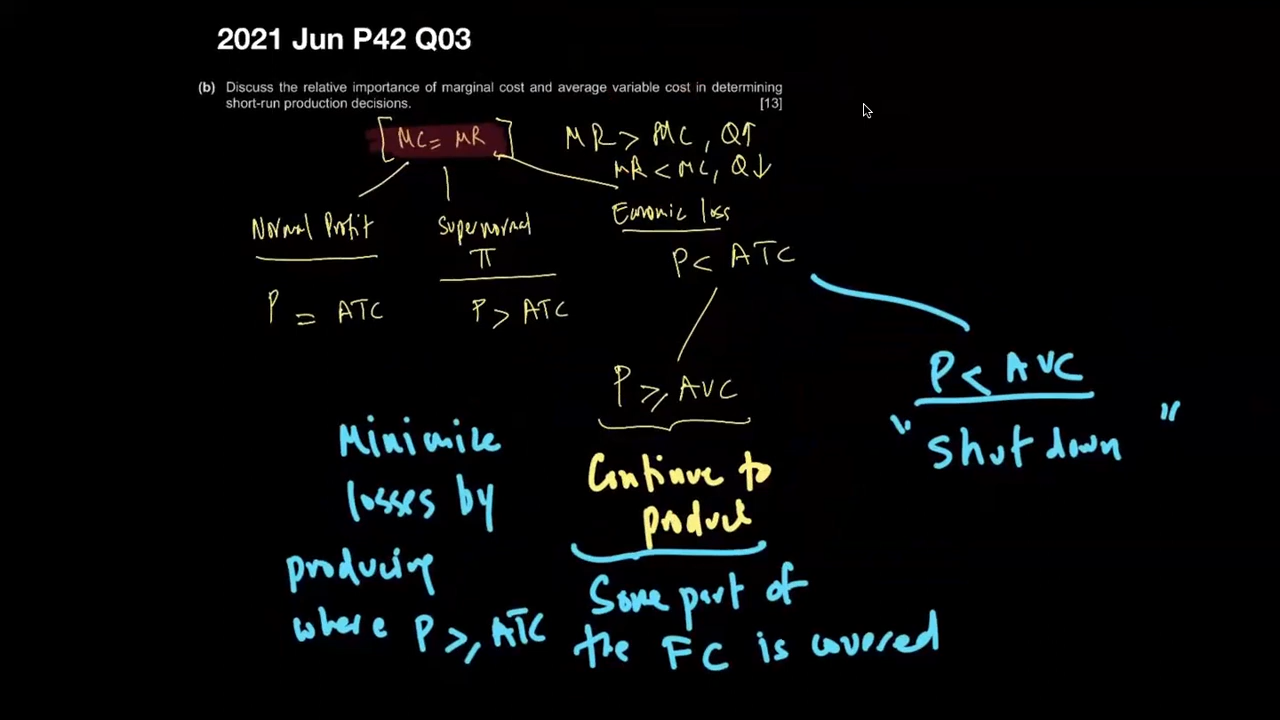 2021 Jun P42 Q03
(b) Discuss the relative importance of marginal cost and average variable cost in determining
short-run production decisions. [13]
[MC = MR]
MR > MC, Q↑
MR < MC, Q↓
Normal Profit
Supernormal
π
Economic loss
P = ATC
P > ATC
P < ATC
P ≥ AVC
P < AVC
"shut down"
Continue to
produce
Minimize
losses by
producing
where P ≥ ATC
Some part of
the FC is covered